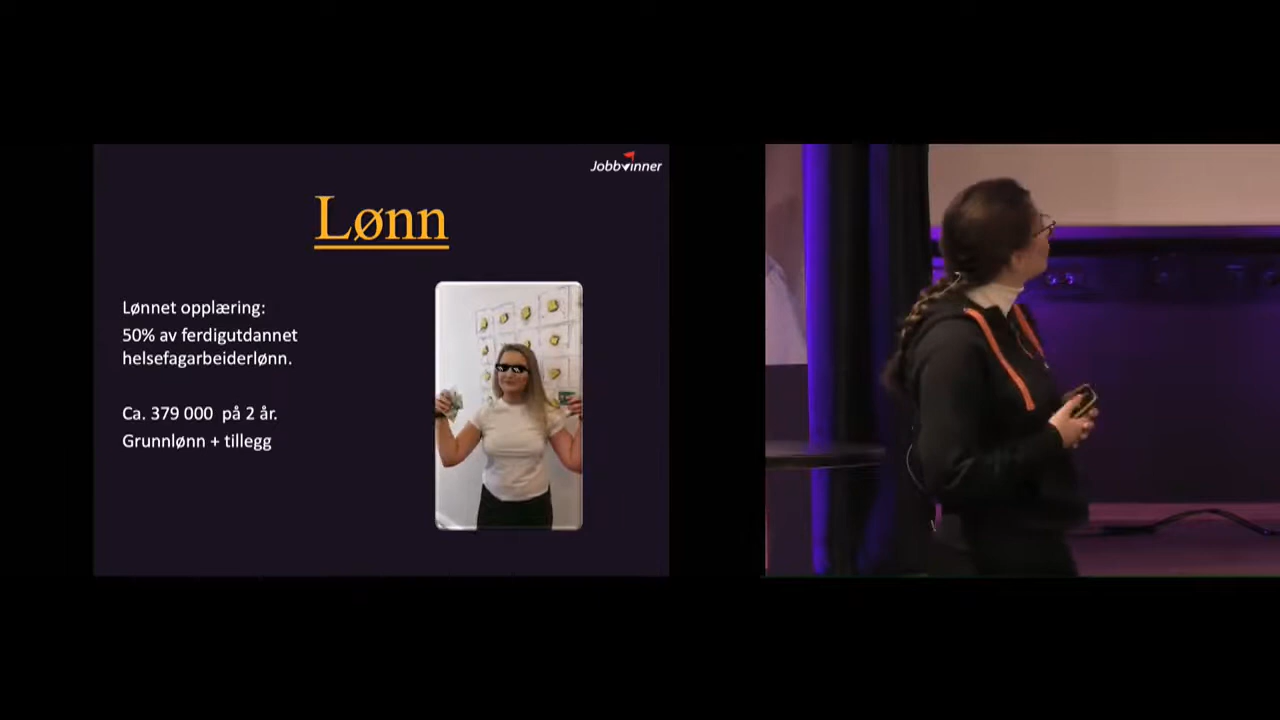 Jobbvinner
Lønn
Lønnet opplæring:
50% av ferdigutdannet
helsefagarbeiderlønn.
Ca. 379 000 på 2 år.
Grunnlønn + tillegg